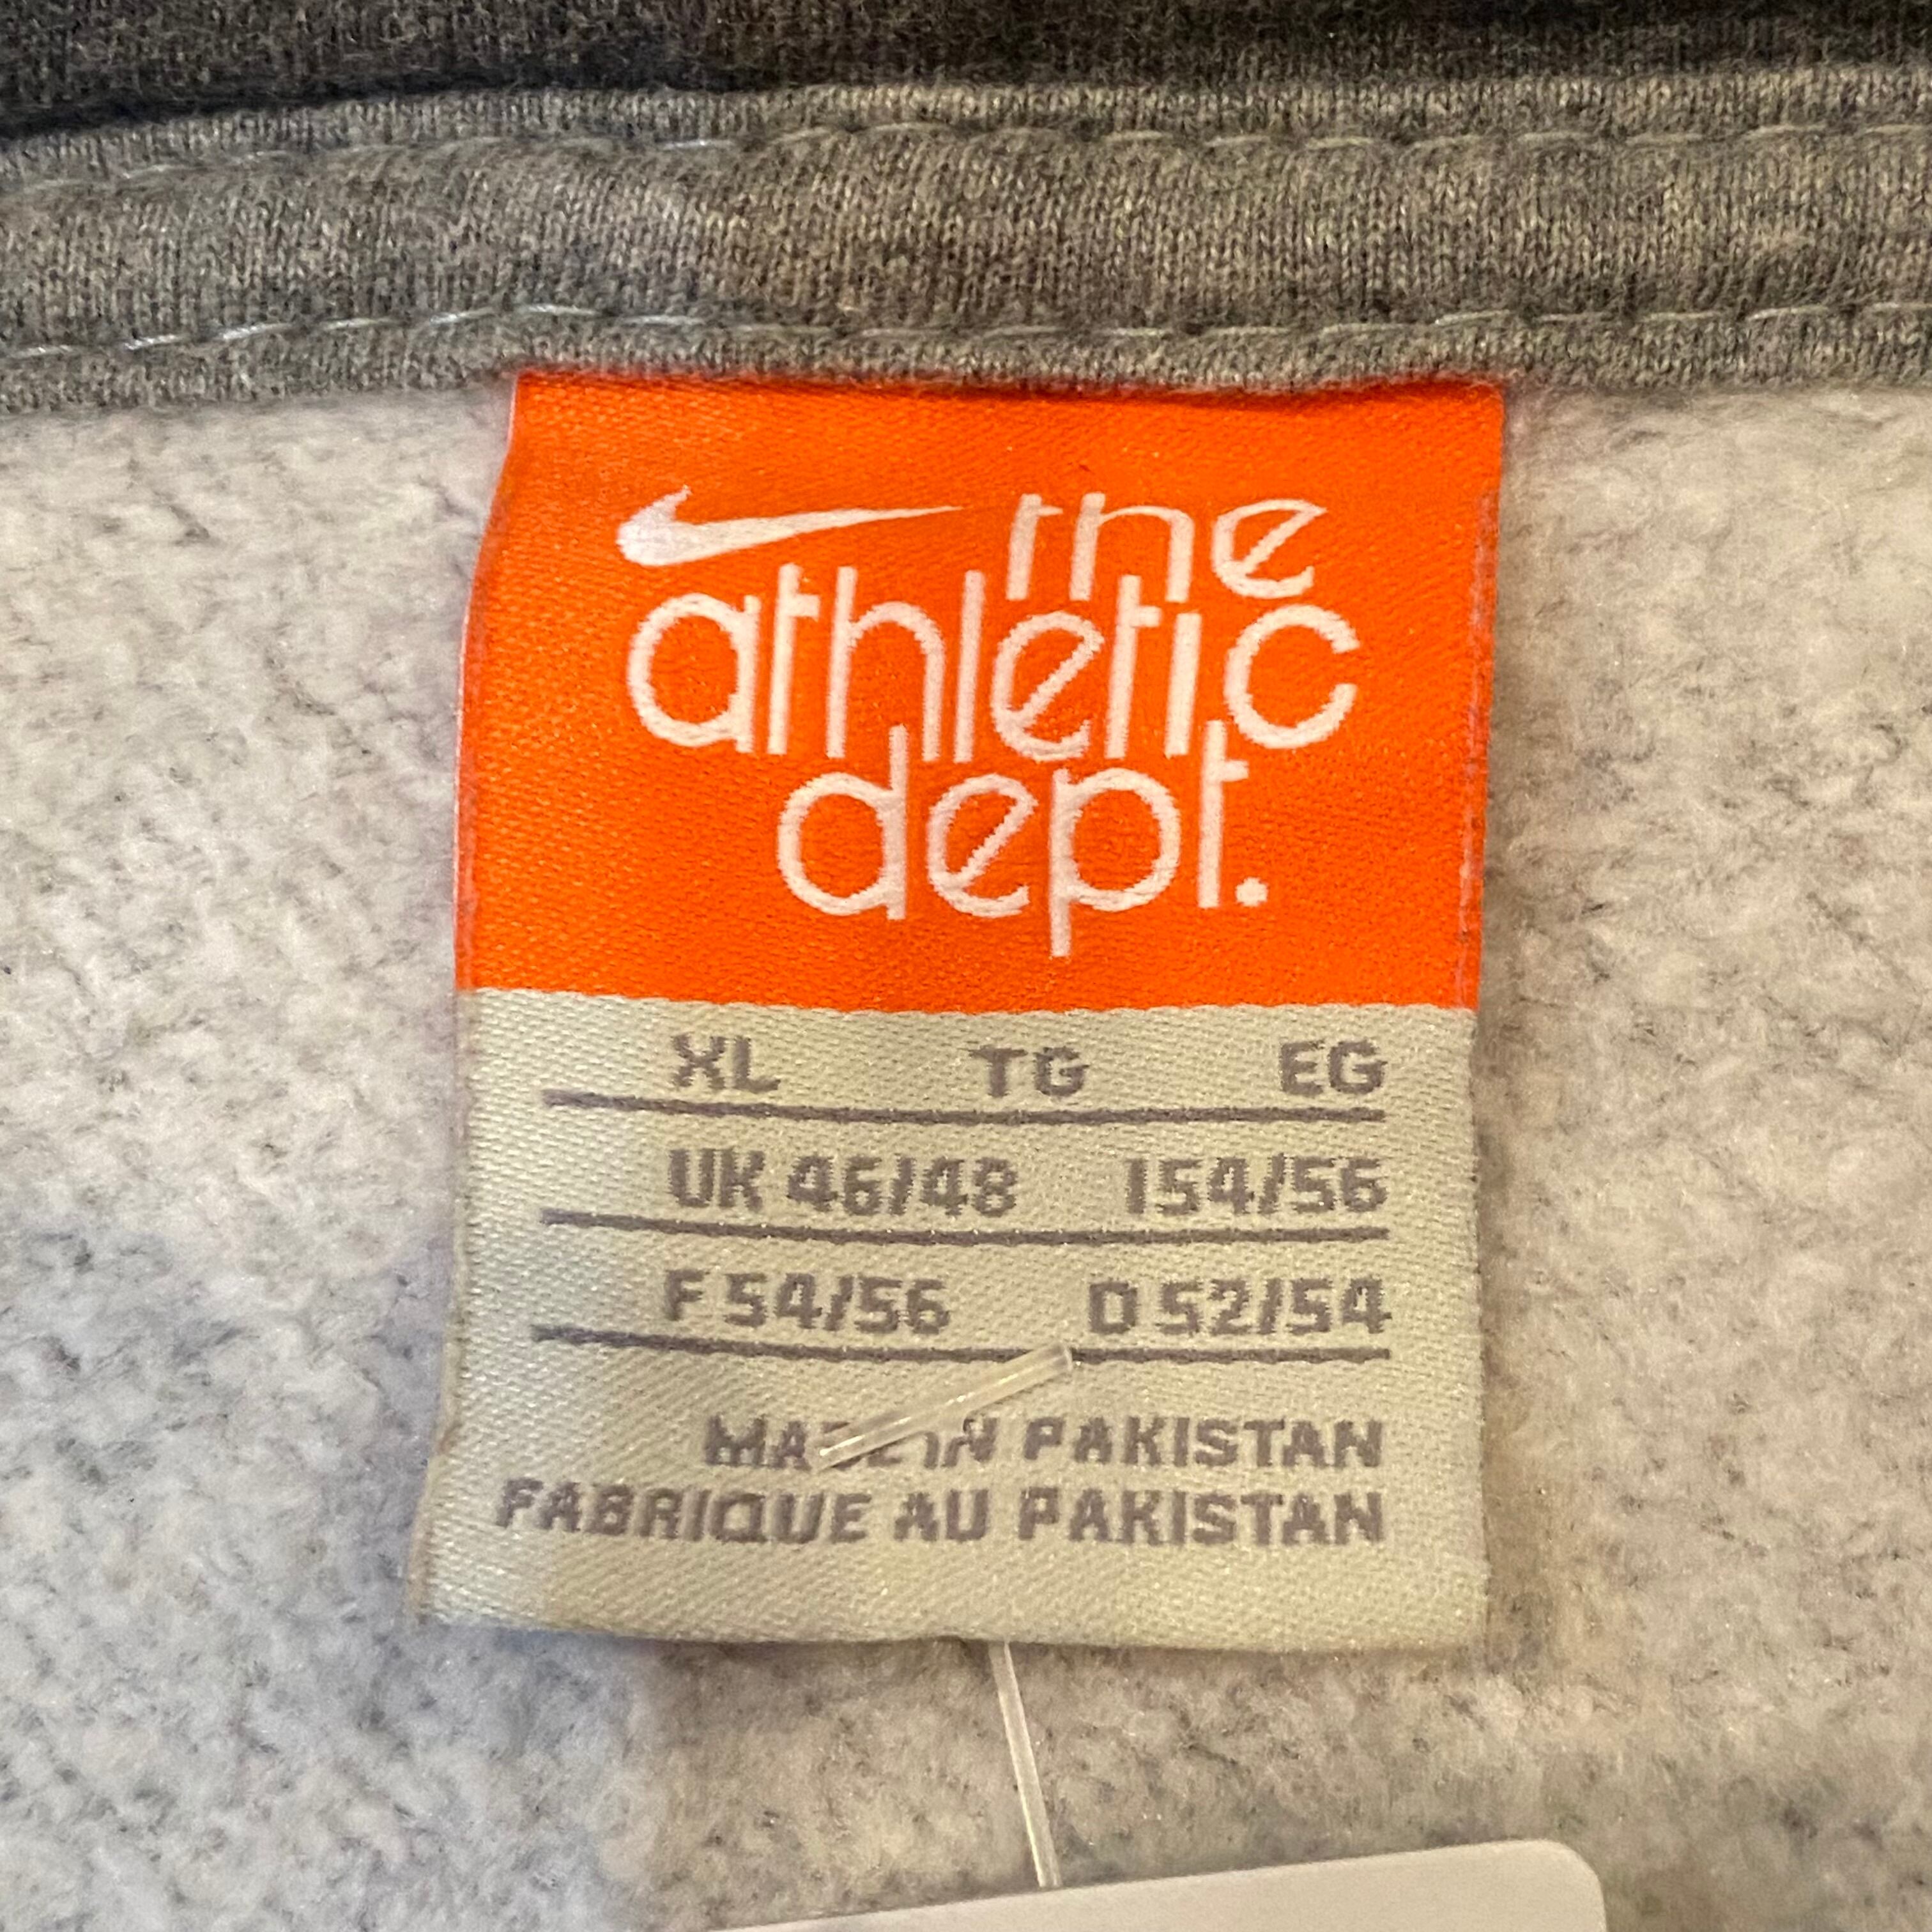 the
athletic
dept.
XL TG EG
UK 46/48 I54/56
F 54/56 D 52/54
MADE IN PAKISTAN
FABRIQUE AU PAKISTAN